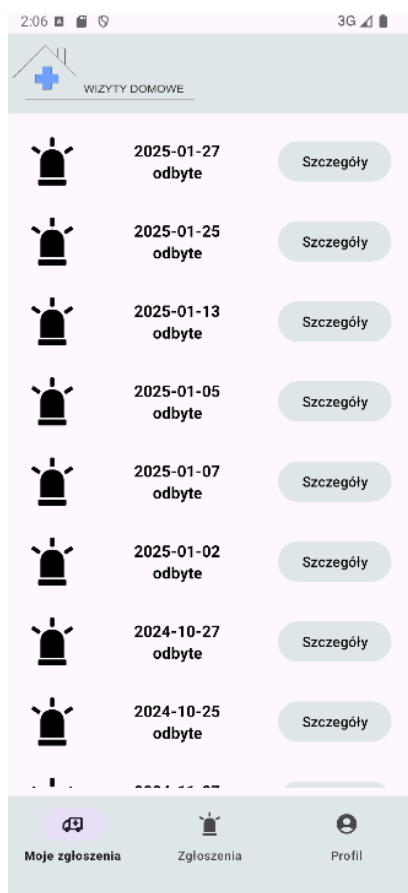 2:06
3G
WIZYTY DOMOWE
2025-01-27
odbyte
Szczegóły
2025-01-25
odbyte
Szczegóły
2025-01-13
odbyte
Szczegóły
2025-01-05
odbyte
Szczegóły
2025-01-07
odbyte
Szczegóły
2025-01-02
odbyte
Szczegóły
2024-10-27
odbyte
Szczegóły
2024-10-25
odbyte
Szczegóły
Moje zgłoszenia
Zgłoszenia
Profil